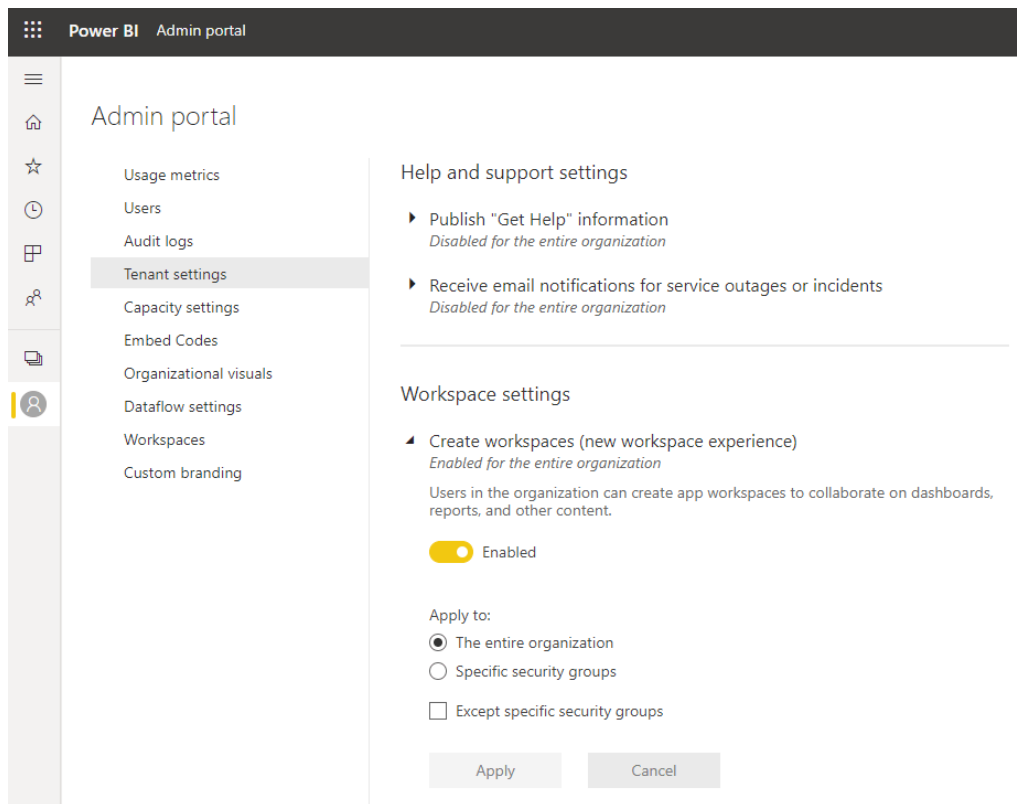 Power BI Admin portal
Admin portal
Usage metrics
Users
Audit logs
Tenant settings
Capacity settings
Embed Codes
Organizational visuals
Dataflow settings
Workspaces
Custom branding
Help and support settings
Publish "Get Help" information
Disabled for the entire organization
Receive email notifications for service outages or incidents
Disabled for the entire organization
Workspace settings
Create workspaces (new workspace experience)
Enabled for the entire organization
Users in the organization can create app workspaces to collaborate on dashboards,
reports, and other content.
Enabled
Apply to:
The entire organization
Specific security groups
Except specific security groups
Apply Cancel